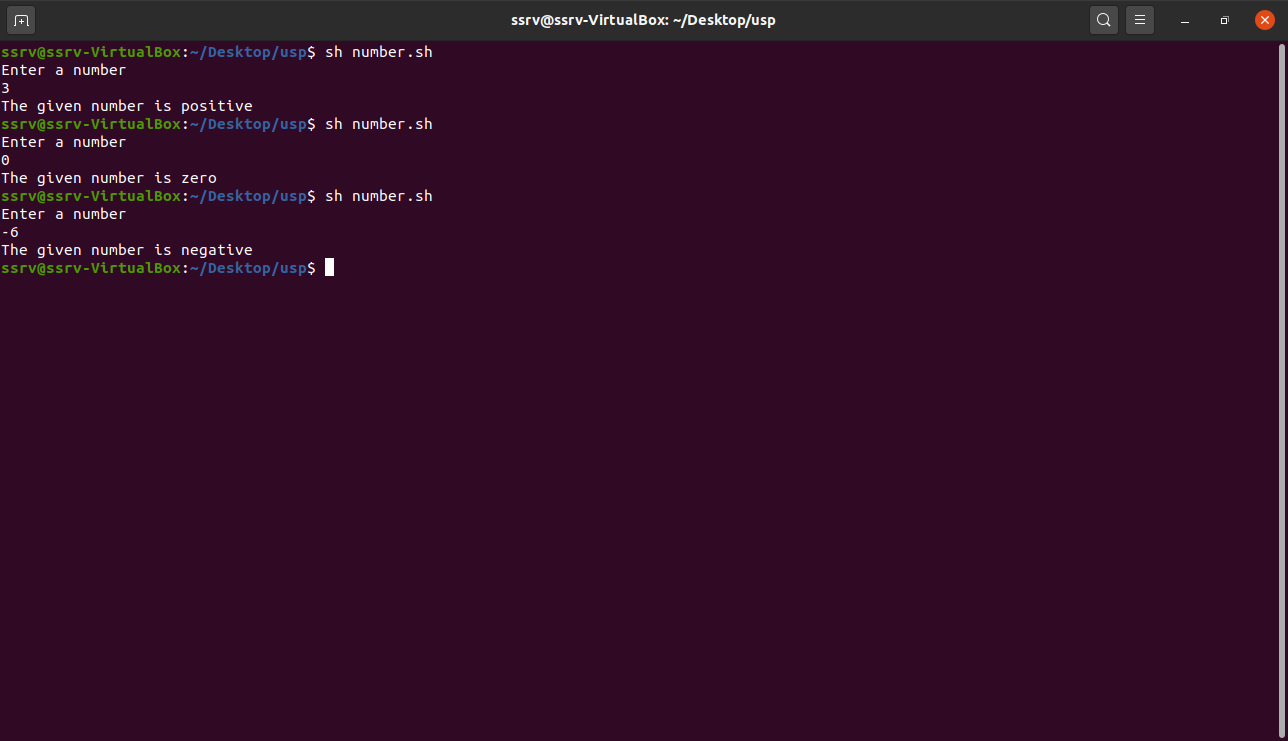 ssrv@ssrv-VirtualBox: ~/Desktop/usp
ssrv@ssrv-VirtualBox:~/Desktop/usp$ sh number.sh
Enter a number
3
The given number is positive
ssrv@ssrv-VirtualBox:~/Desktop/usp$ sh number.sh
Enter a number
0
The given number is zero
ssrv@ssrv-VirtualBox:~/Desktop/usp$ sh number.sh
Enter a number
-6
The given number is negative
ssrv@ssrv-VirtualBox:~/Desktop/usp$